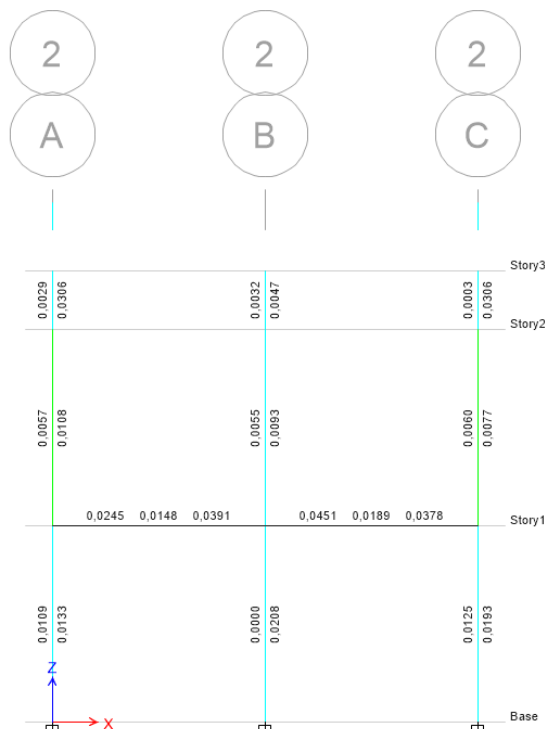 2 2 2
A B C
Story3
0,0029 0,0306 0,0032 0,0047 0,0003 0,0306
Story2
0,0057 0,0108 0,0055 0,0093 0,0060 0,0077
0,0245 0,0148 0,0391 0,0451 0,0189 0,0378
Story1
0,0109 0,0133 0,0000 0,0208 0,0125 0,0193
Z
X
Base